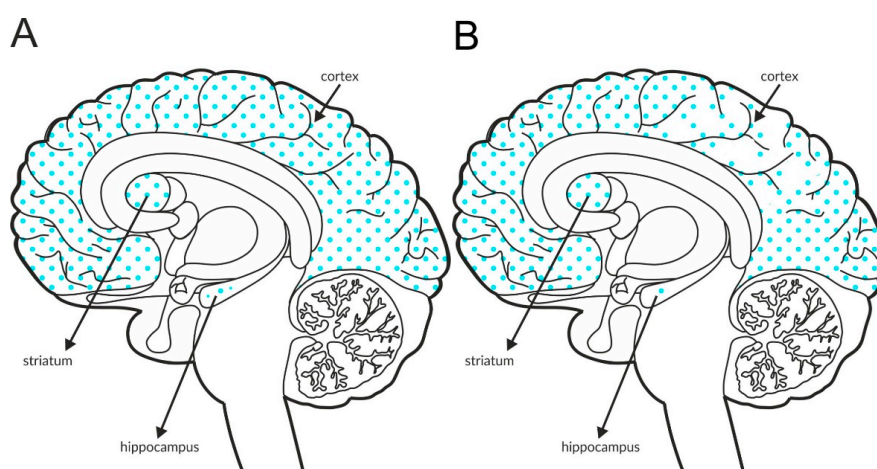 A
B
cortex
cortex
striatum
striatum
hippocampus
hippocampus